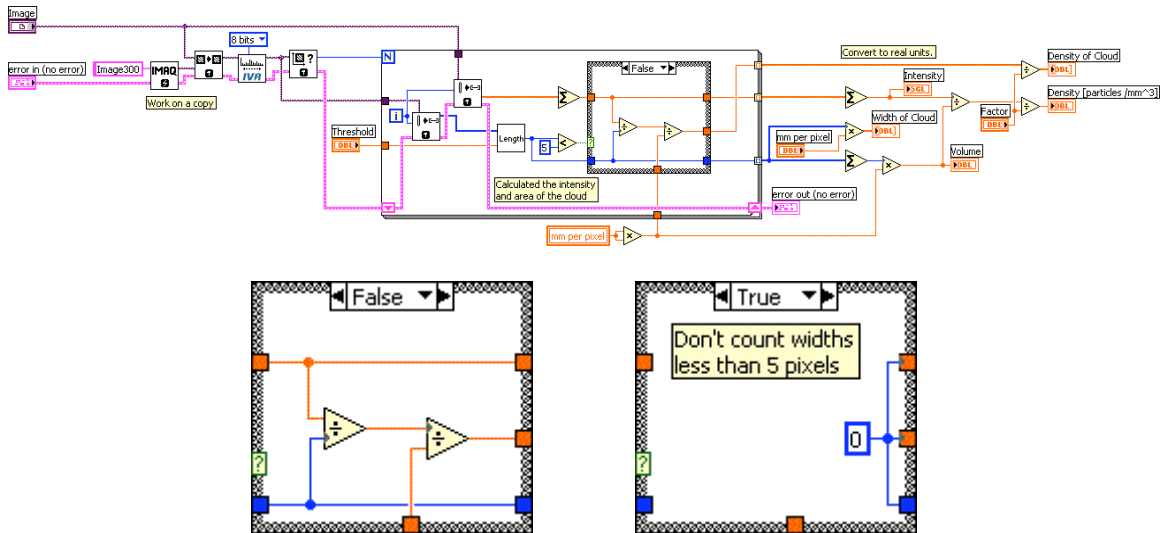 Image
error in (no error)
Image300
IMAQ
Work on a copy
8 bits
IVA
?
N
i
Threshold
DBL
Length
5
Calculated the intensity
and area of the cloud
False
?
mm per pixel
Convert to real units.
Intensity
SGL
mm per pixel
DBL
Width of Cloud
DBL
Factor
DBL
Volume
DBL
error out (no error)
Density of Cloud
DBL
Density [particles /mm^3]
DBL
False
?
True
Don't count widths
less than 5 pixels
0
?